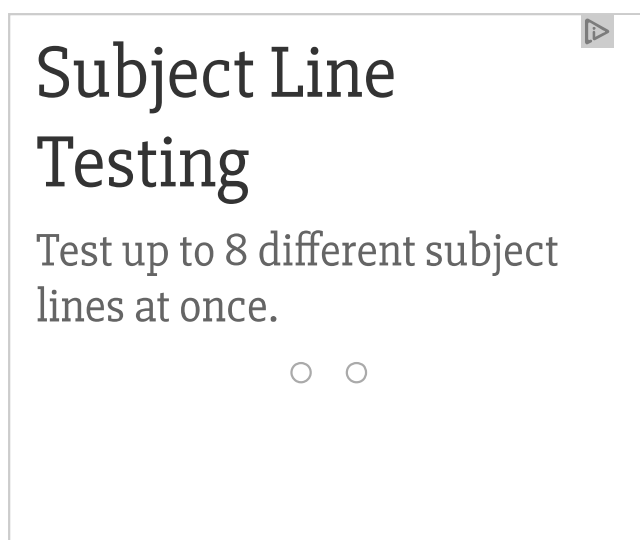 Subject Line
Testing
Test up to 8 different subject
lines at once.